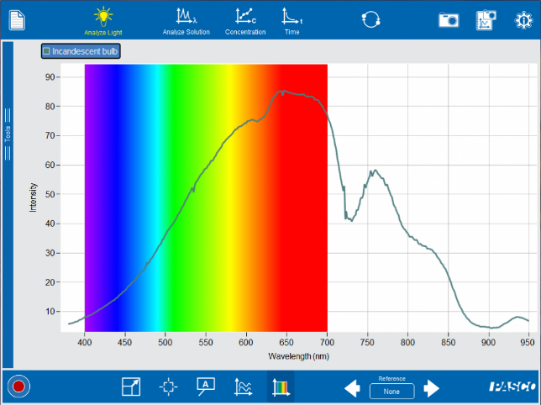 Analyze Light
Analyze Solution
Concentration
Time
λ
c
t
Incandescent bulb
Tools
Intensity
90
80
70
60
50
40
30
20
10
400 450 500 550 600 650 700 750 800 850 900 950
Wavelength (nm)
A
Reference
None
PASCO